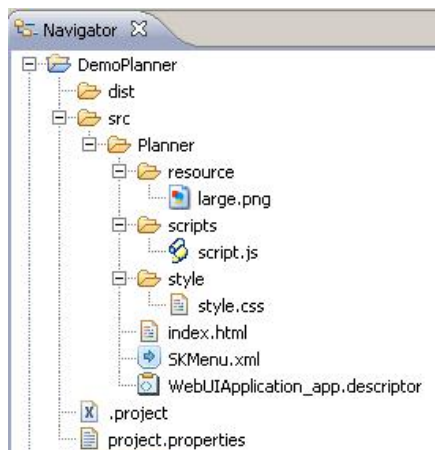 Navigator
DemoPlanner
dist
src
Planner
resource
large.png
scripts
script.js
style
style.css
index.html
SKMenu.xml
WebUIApplication_app.descriptor
.project
project.properties